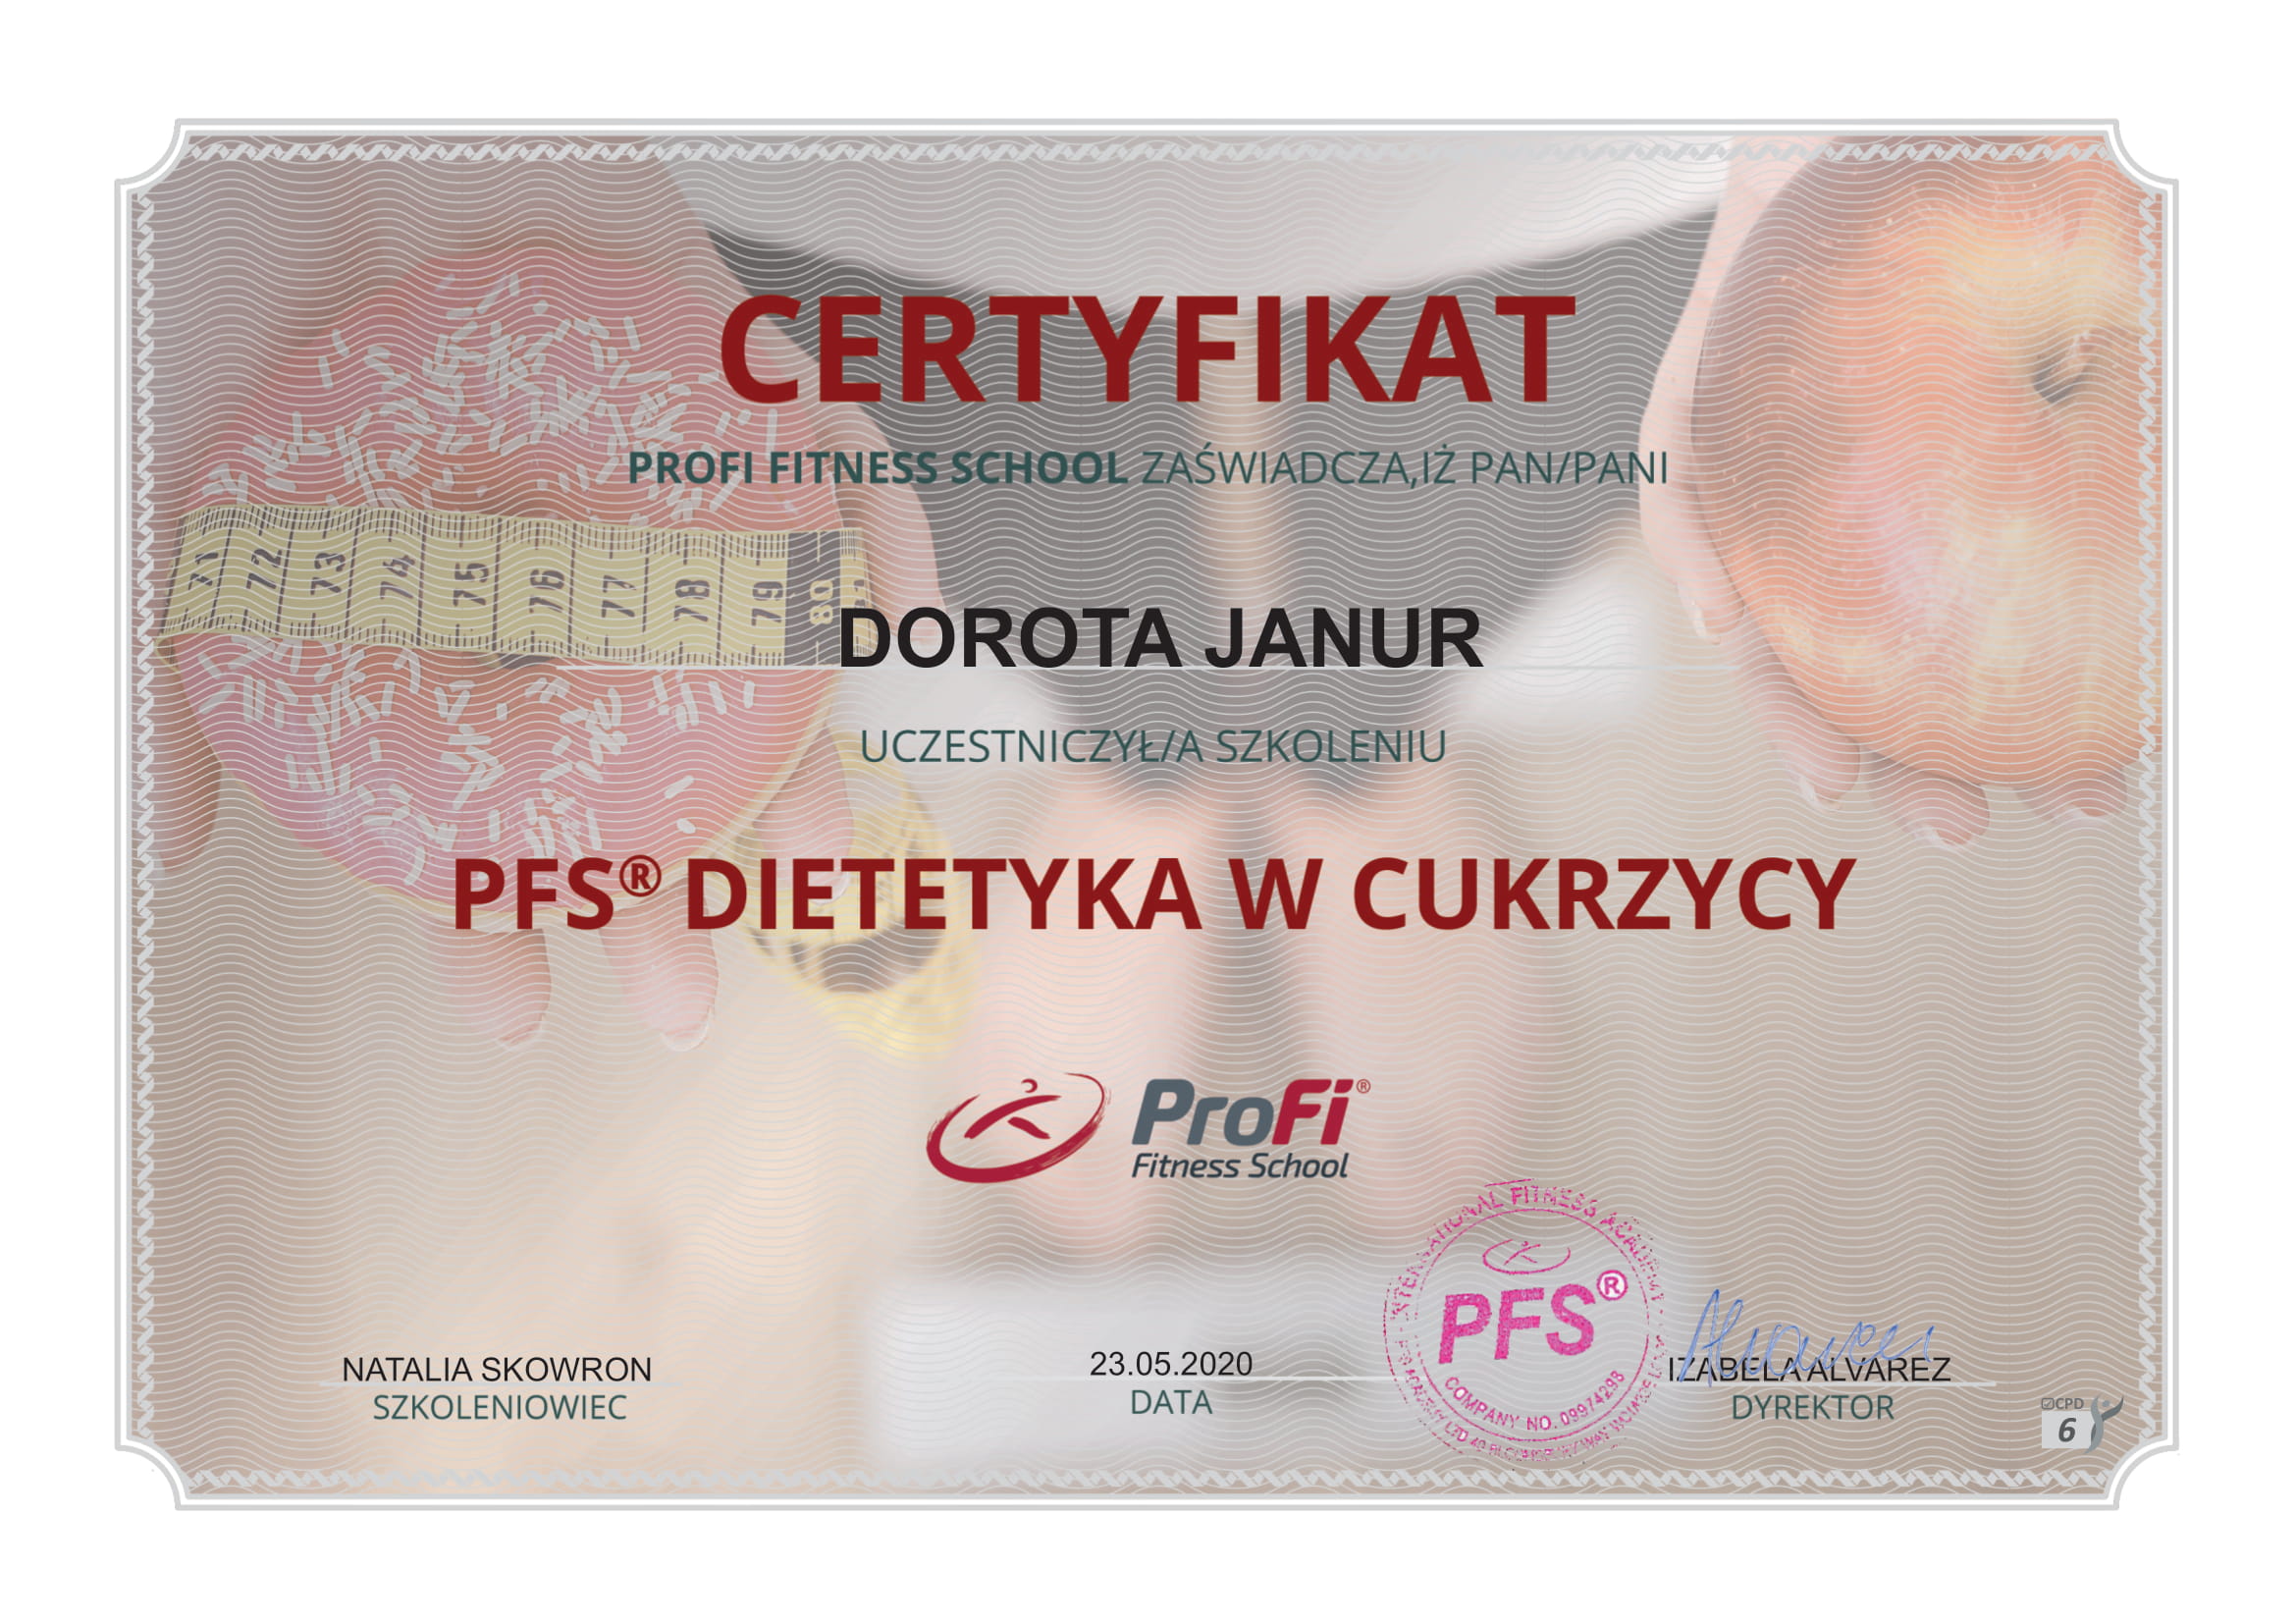 CERTYFIKAT
PROFI FITNESS SCHOOL ZAŚWIADCZA,IŻ PAN/PANI
71 72 73 74 75 76 77 78 79 80
DOROTA JANUR
UCZESTNICZYŁ/A SZKOLENIU
PFS® DIETETYKA W CUKRZYCY
ProFi®
Fitness School
INTERNATIONAL FITNESS ACADEMY
PFS®
COMPANY NO. 09974298
NATALIA SKOWRON
SZKOLENIOWIEC
23.05.2020
DATA
IZABELA ALVAREZ
DYREKTOR
CPD
6